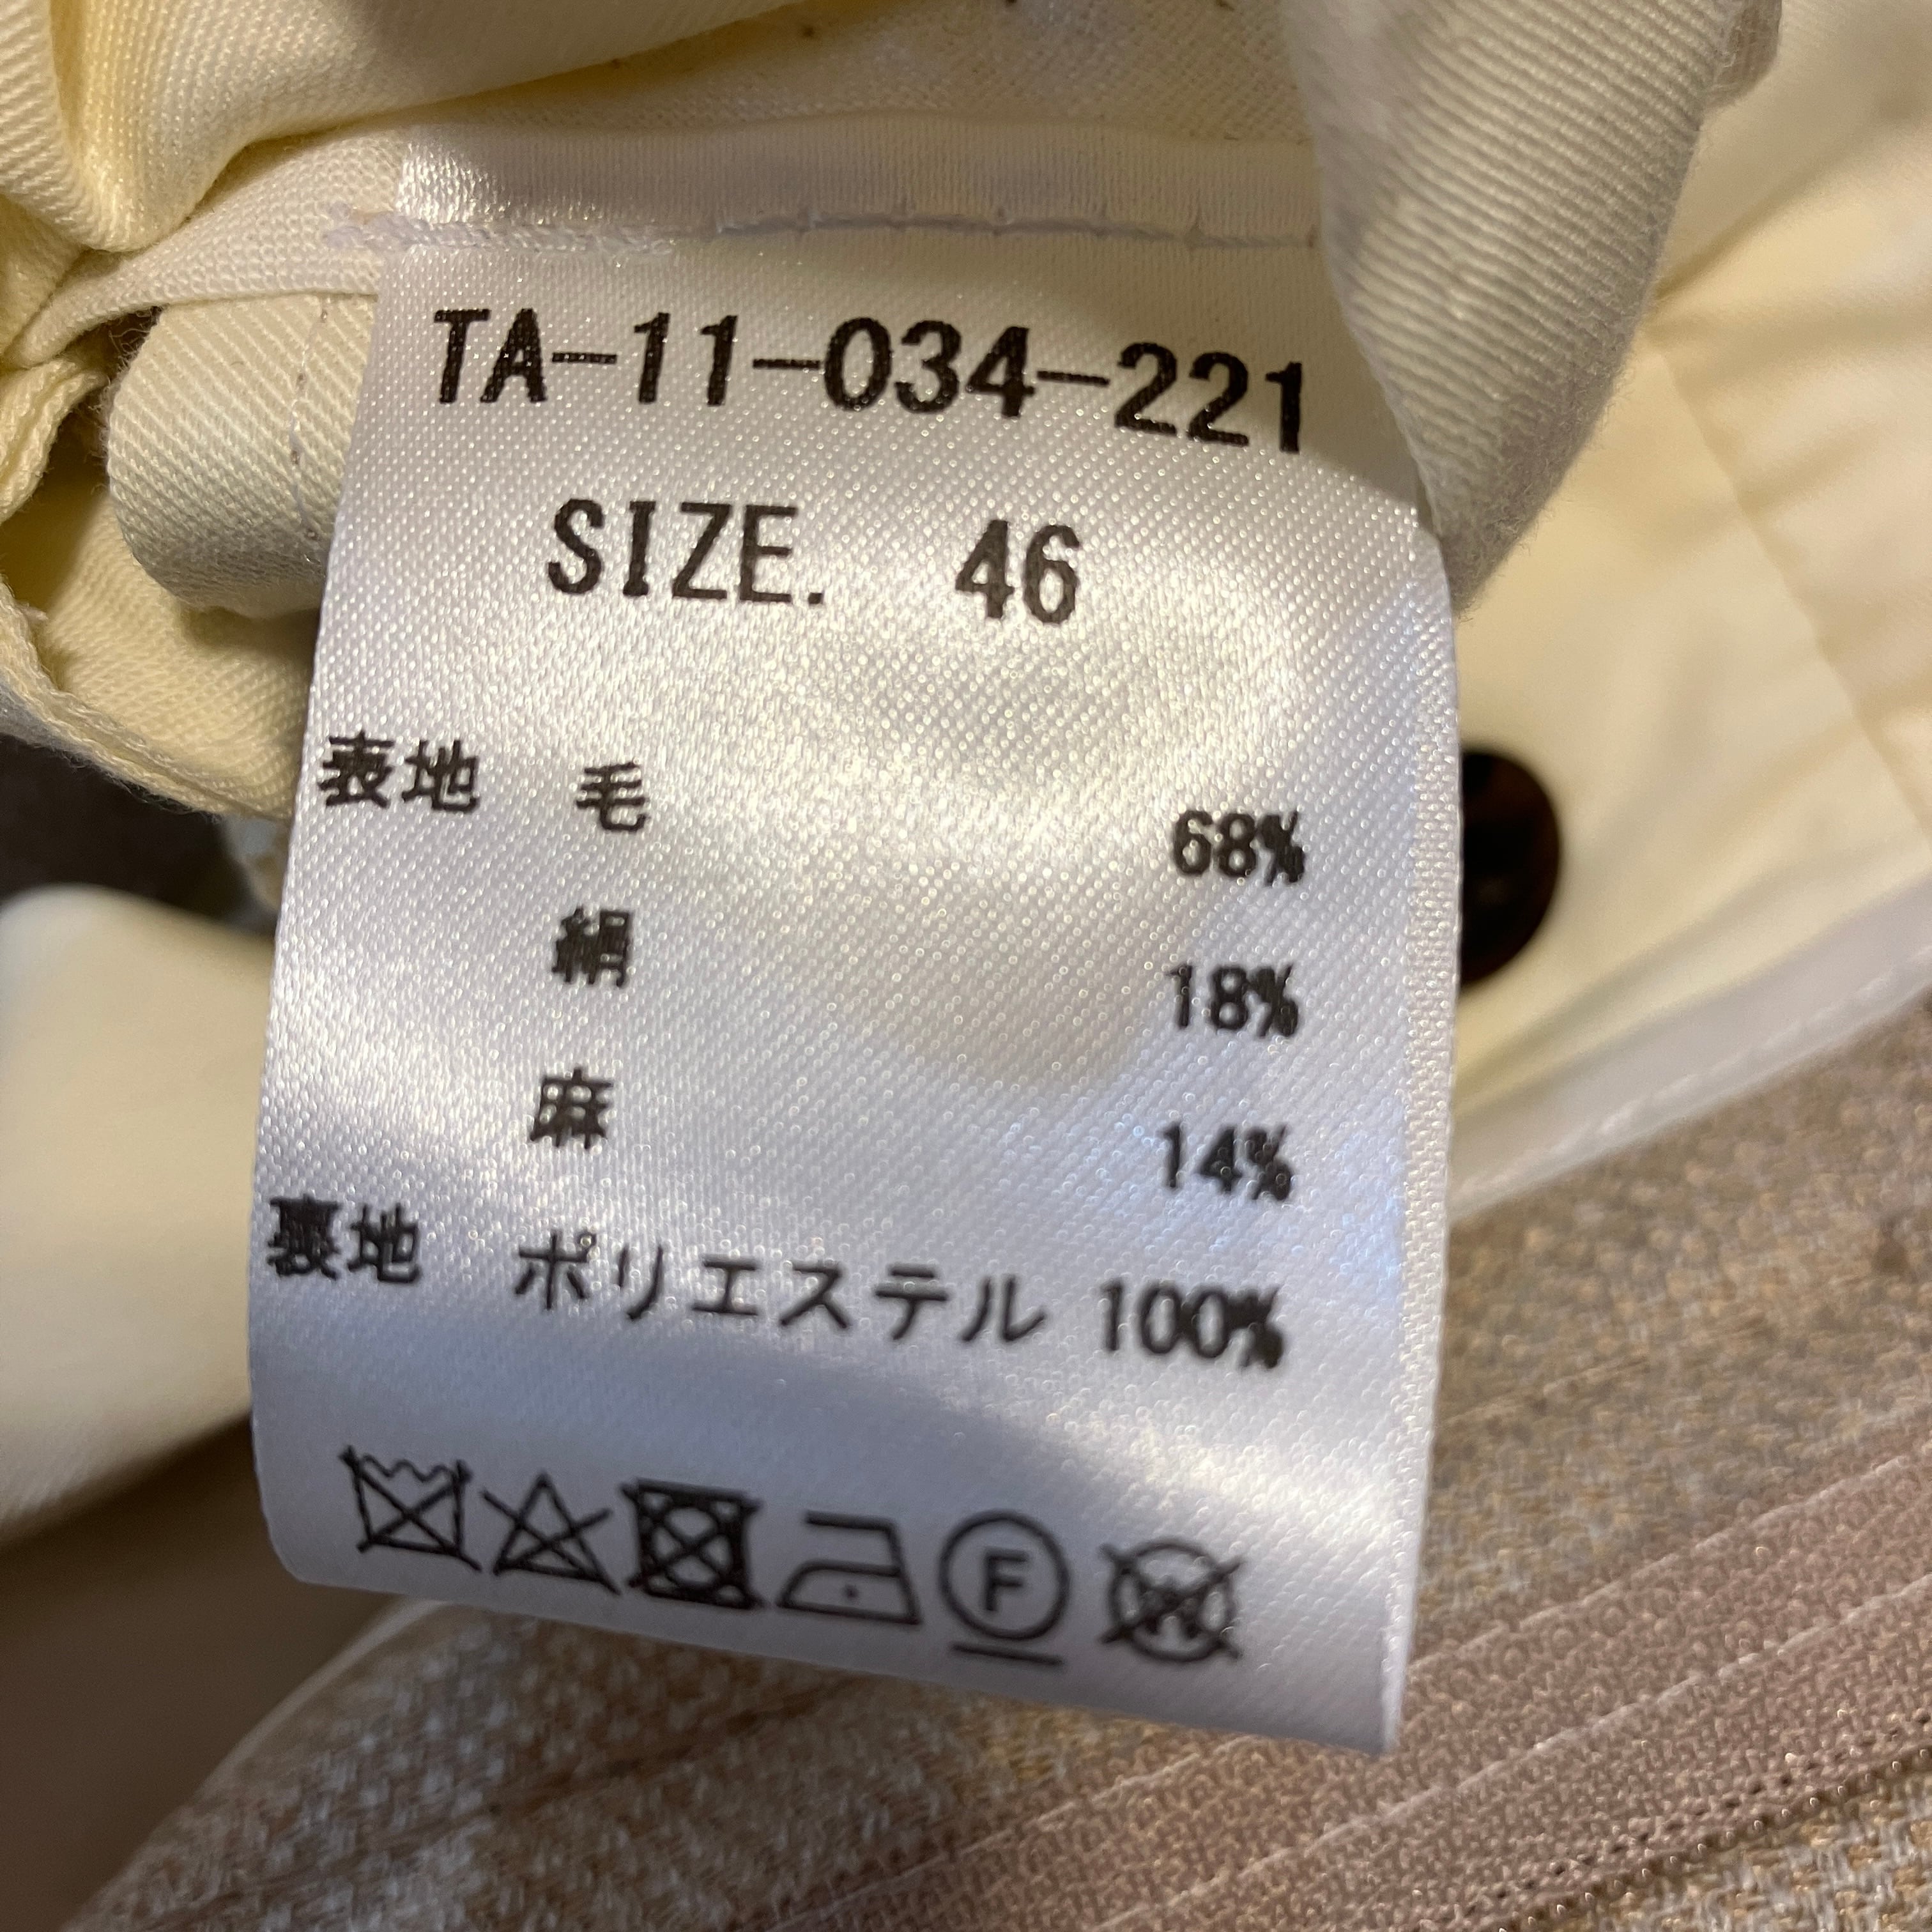 TA-11-034-221
SIZE. 46
表地 毛 68%
絹 18%
麻 14%
裏地 ポリエステル 100%
F
W